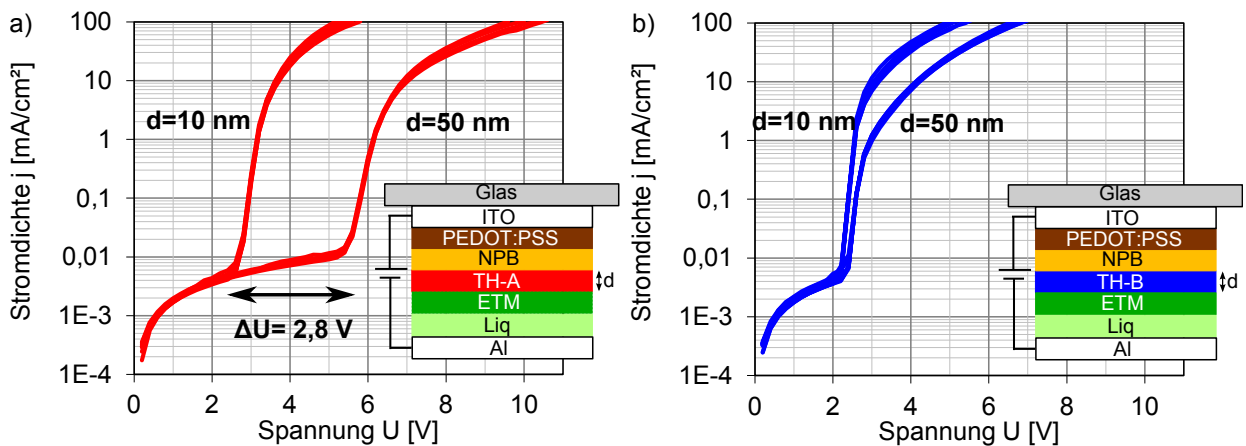 a)
Stromdichte j [mA/cm²]
100
10
1
0,1
0,01
1E-3
1E-4
d=10 nm
d=50 nm
ΔU= 2,8 V
Glas
ITO
PEDOT:PSS
NPB
TH-A
d
ETM
Liq
Al
0 2 4 6 8 10
Spannung U [V]
b)
Stromdichte j [mA/cm²]
100
10
1
0,1
0,01
1E-3
1E-4
d=10 nm
d=50 nm
Glas
ITO
PEDOT:PSS
NPB
TH-B
d
ETM
Liq
Al
0 2 4 6 8 10
Spannung U [V]